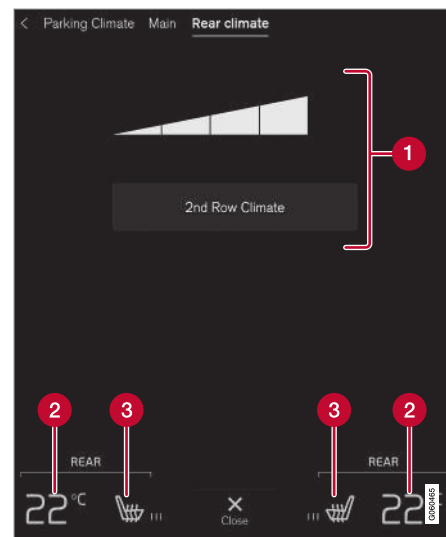 < Parking Climate Main Rear climate
1
2nd Row Climate
2 3 3 2
REAR REAR
22°C 22°
Close
G060465